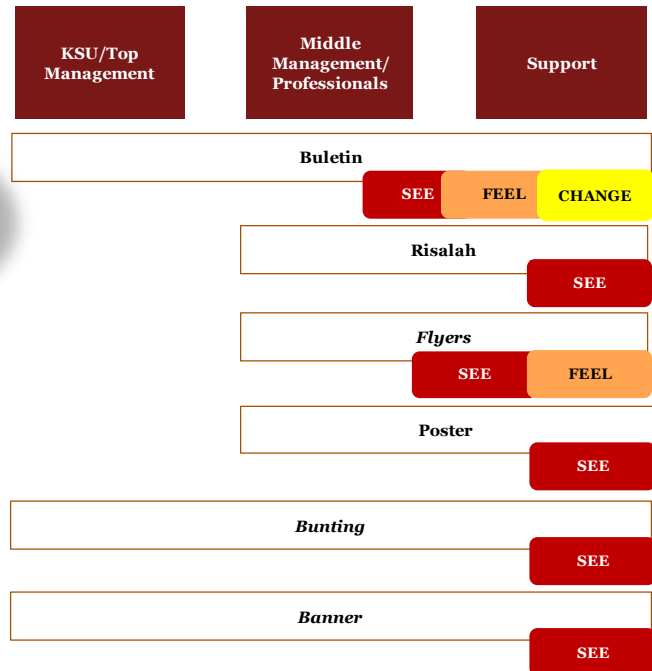 KSU/Top
Management
Middle
Management/
Professionals
Support
Buletin
SEE
FEEL
CHANGE
Risalah
SEE
Flyers
SEE
FEEL
Poster
SEE
Bunting
SEE
Banner
SEE